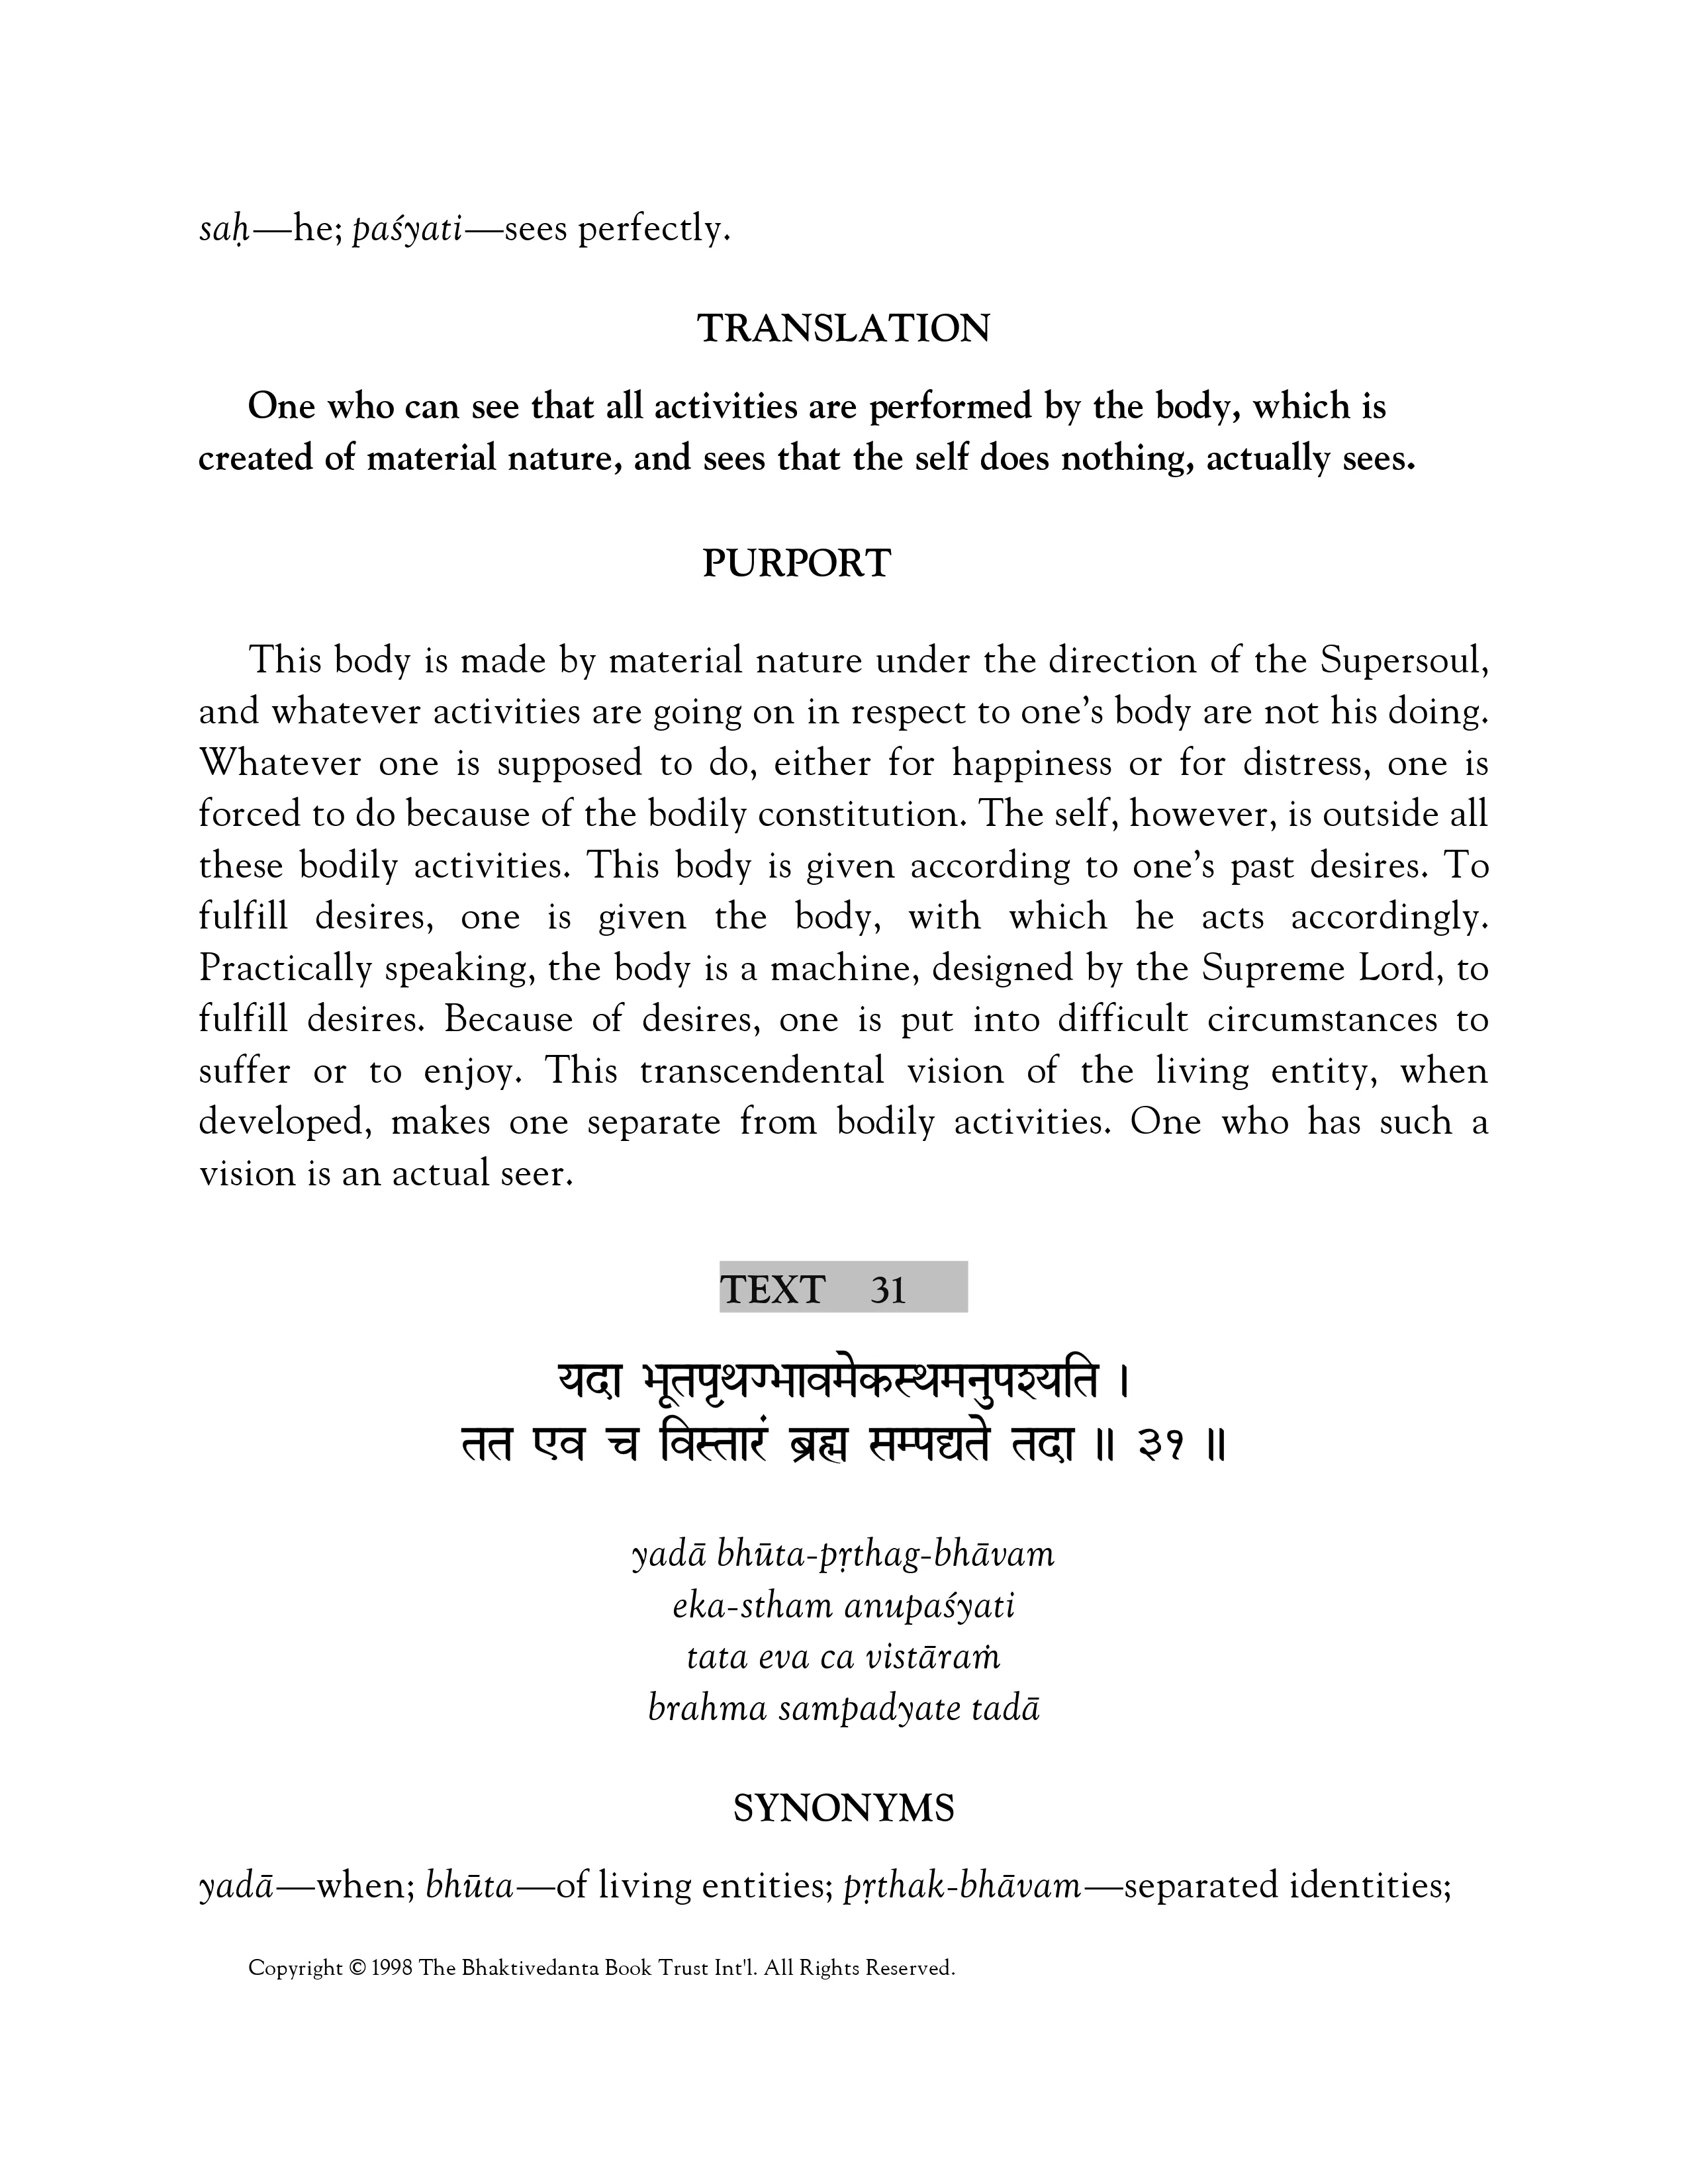 saḥ—he; paśyati—sees perfectly.
TRANSLATION
One who can see that all activities are performed by the body, which is
created of material nature, and sees that the self does nothing, actually sees.
PURPORT
This body is made by material nature under the direction of the Supersoul,
and whatever activities are going on in respect to one’s body are not his doing.
Whatever one is supposed to do, either for happiness or for distress, one is
forced to do because of the bodily constitution. The self, however, is outside all
these bodily activities. This body is given according to one’s past desires. To
fulfill desires, one is given the body, with which he acts accordingly.
Practically speaking, the body is a machine, designed by the Supreme Lord, to
fulfill desires. Because of desires, one is put into difficult circumstances to
suffer or to enjoy. This transcendental vision of the living entity, when
developed, makes one separate from bodily activities. One who has such a
vision is an actual seer.
TEXT 31
यदा भूतपृथग्भावमेकस्थमनुपश्यति ।
तत एव च विस्तारं ब्रह्म सम्पद्यते तदा ॥ ३१ ॥
yadā bhūta-pṛthag-bhāvam
eka-stham anupaśyati
tata eva ca vistāraṁ
brahma sampadyate tadā
SYNONYMS
yadā—when; bhūta—of living entities; pṛthak-bhāvam—separated identities;
Copyright © 1998 The Bhaktivedanta Book Trust Int'l. All Rights Reserved.